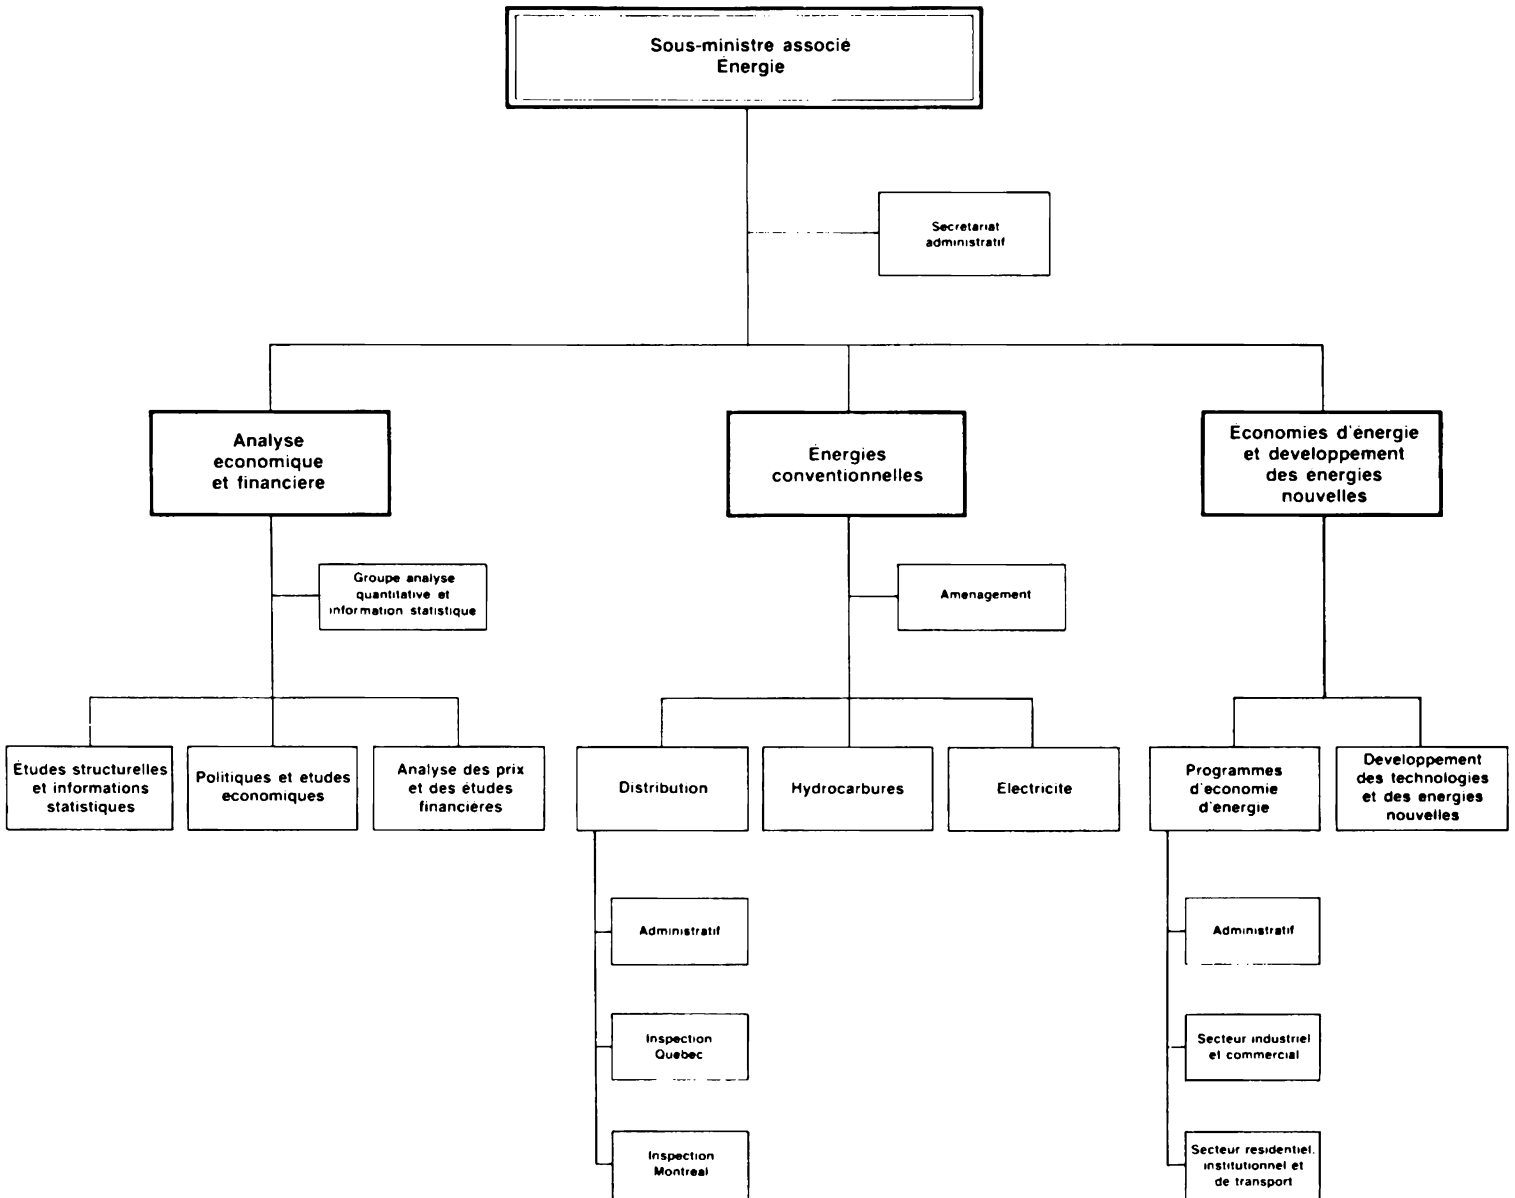 Sous-ministre associé
Énergie
Secretariat
administratif
Analyse
economique
et financiere
Énergies
conventionnelles
Économies d'énergie
et developpement
des energies
nouvelles
Groupe analyse
quantitative et
information statistique
Amenagement
Études structurelles
et informations
statistiques
Politiques et etudes
economiques
Analyse des prix
et des études
financières
Distribution
Hydrocarbures
Electricite
Programmes
d'economie
d'energie
Developpement
des technologies
et des energies
nouvelles
Administratif
Inspection
Quebec
Inspection
Montreal
Administratif
Secteur industriel
et commercial
Secteur residentiel,
institutionnel et
de transport